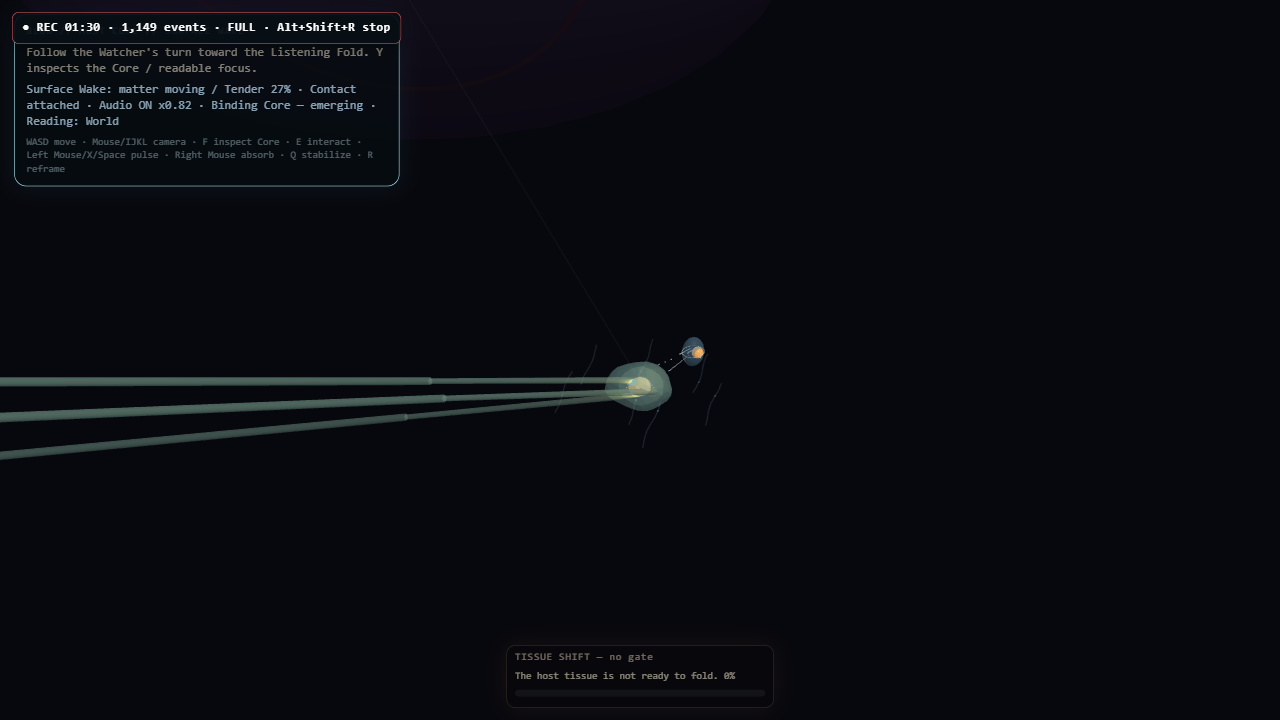 ● REC 01:30 · 1,149 events · FULL · Alt+Shift+R stop
Follow the Watcher's turn toward the Listening Fold. Y
inspects the Core / readable focus.
Surface Wake: matter moving / Tender 27% · Contact
attached · Audio ON x0.82 · Binding Core — emerging ·
Reading: World
WASD move · Mouse/IJKL camera · F inspect Core · E interact ·
Left Mouse/X/Space pulse · Right Mouse absorb · Q stabilize · R
reframe
TISSUE SHIFT — no gate
The host tissue is not ready to fold. 0%